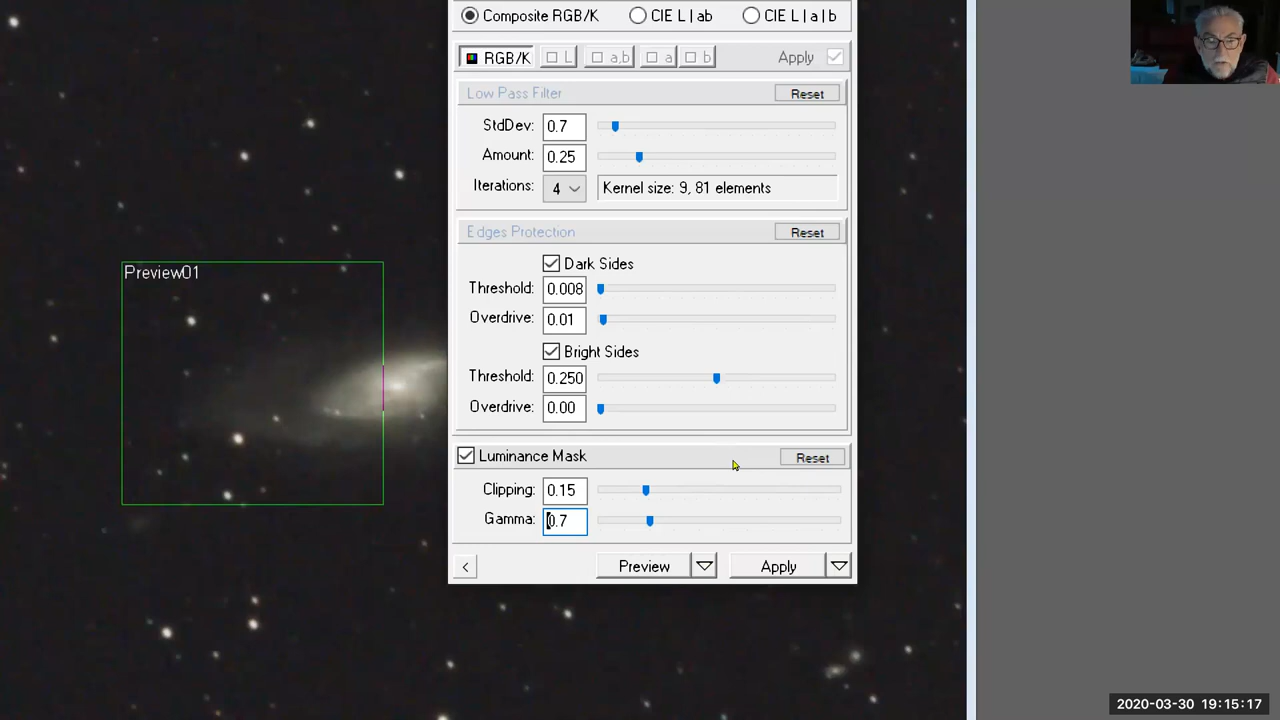 Composite RGB/K CIE L | ab CIE L | a | b
RGB/K L a,b a b Apply
Low Pass Filter Reset
StdDev: 0.7
Amount: 0.25
Iterations: 4 Kernel size: 9, 81 elements
Edges Protection Reset
Dark Sides
Preview01
Threshold: 0.008
Overdrive: 0.01
Bright Sides
Threshold: 0.250
Overdrive: 0.00
Luminance Mask Reset
Clipping: 0.15
Gamma: 0.7
< Preview Apply
2020-03-30 19:15:17